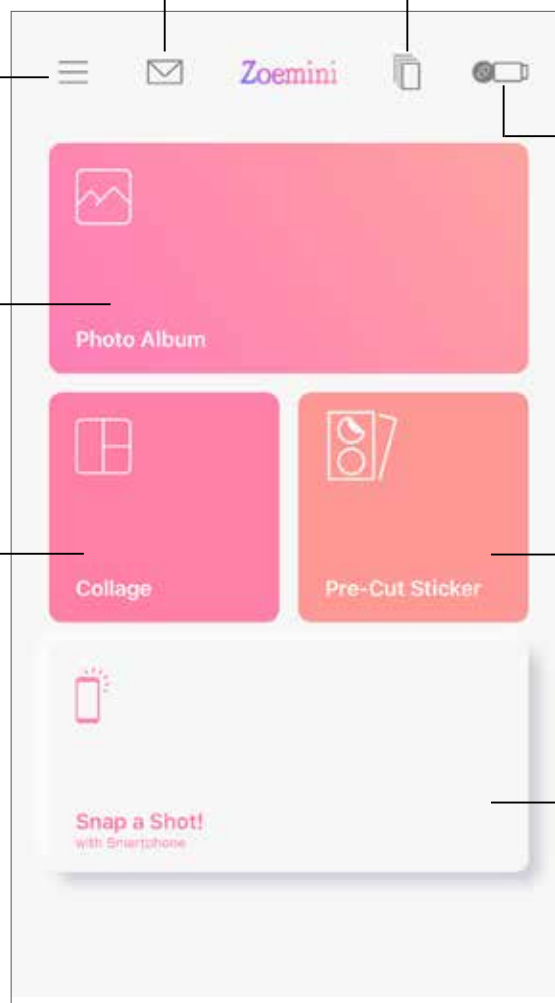 Zoemini
Photo Album
Collage
Pre-Cut Sticker
Snap a Shot!
with Smartphone